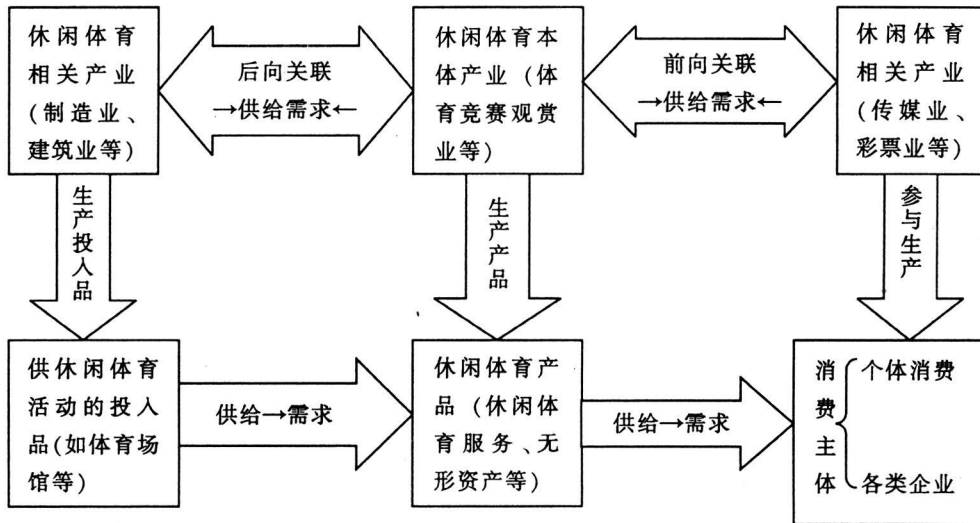 休闲体育
相关产业
(制造业、
建筑业等)
后向关联
→供给需求←
休闲体育本
体产业 (体
育竞赛观赏
业等)
前向关联
→供给需求←
休闲体育
相关产业
(传媒业、
彩票业等)
生产投入品
生产产品
参与生产
供休闲体育
活动的投入
品(如体育场
馆等)
供给→需求
休闲体育产
品 (休闲体
育服务、无
形资产等)
供给→需求
消费主体
个体消费
各类企业